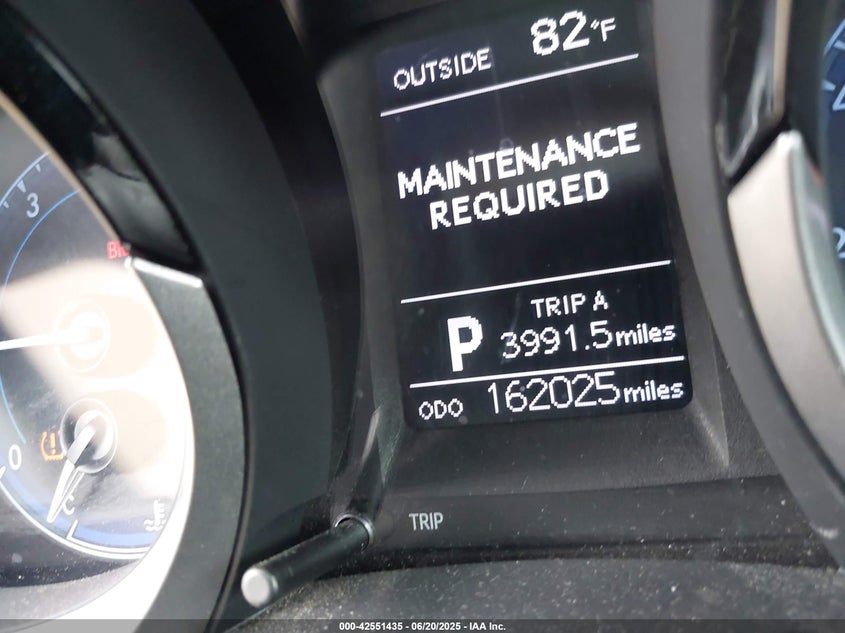 OUTSIDE 82°F
MAINTENANCE
REQUIRED
TRIP A
P 3991.5 miles
ODO 162025 miles
3
0
C
TRIP
000-42551435 - 06/20/2025 - IAA Inc.